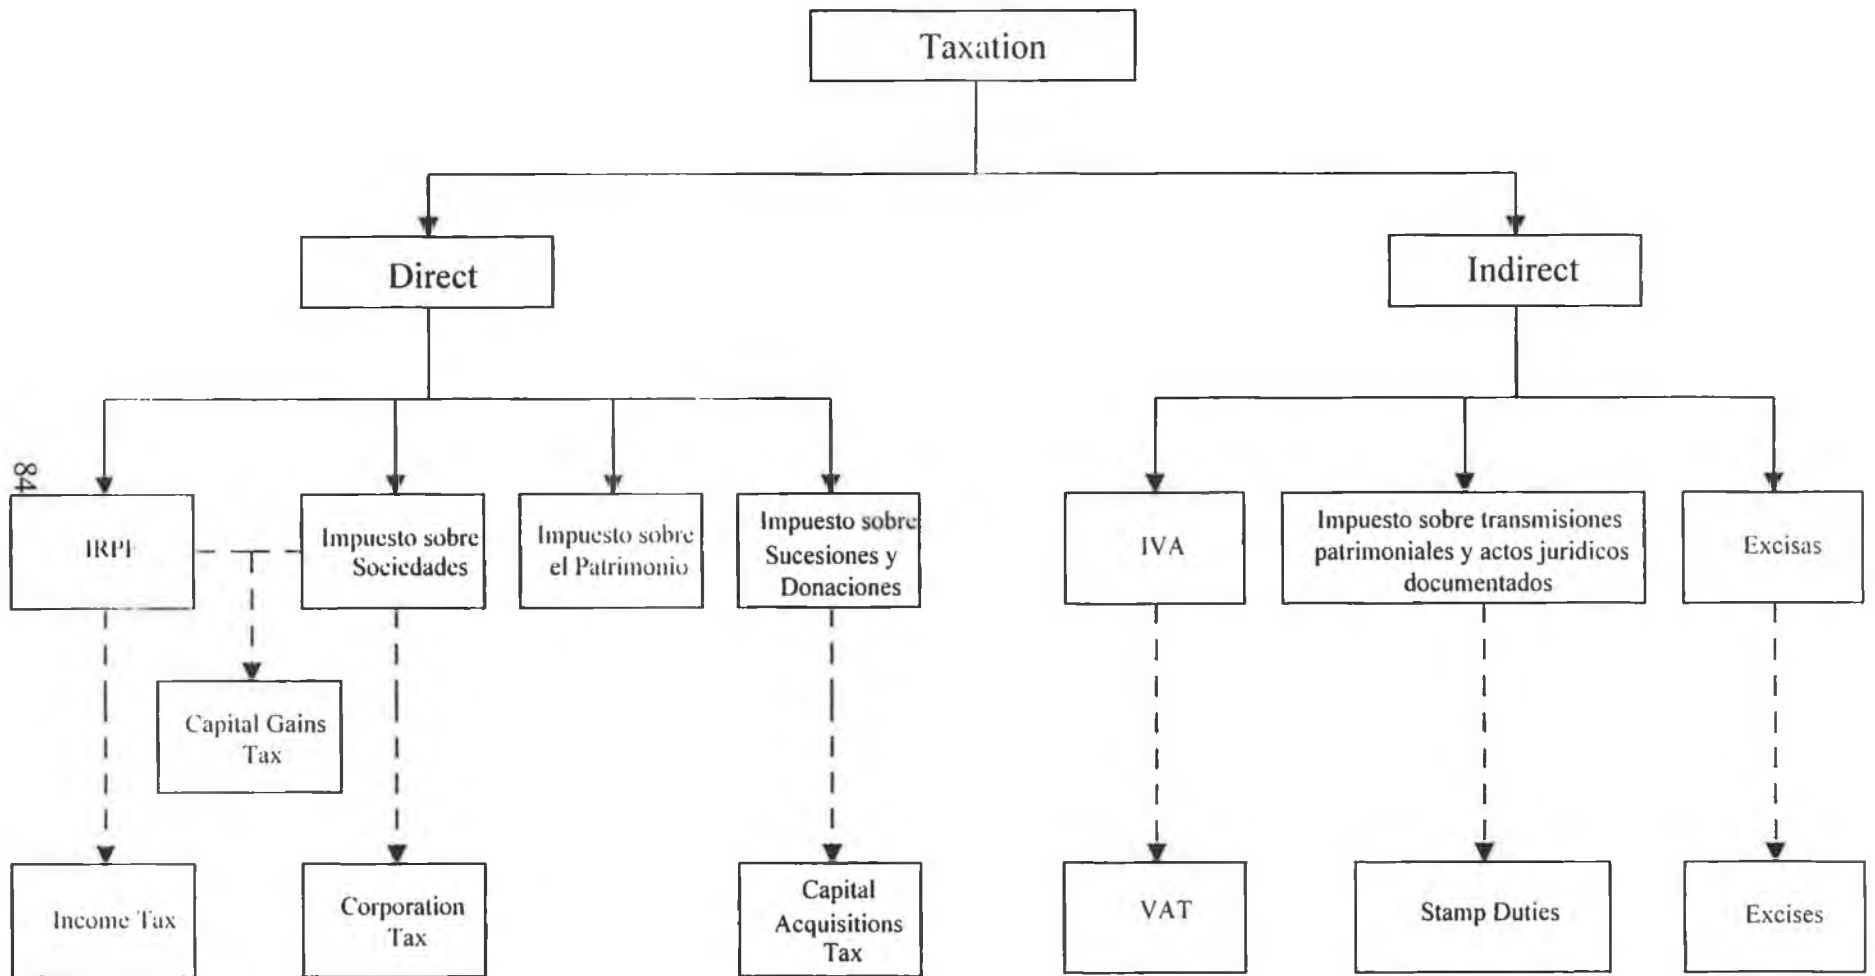 Taxation
Direct
Indirect
84
IRPF
Impuesto sobre
Sociedades
Impuesto sobre
el Patrimonio
Impuesto sobre
Sucesiones y
Donaciones
IVA
Impuesto sobre transmisiones
patrimoniales y actos juridicos
documentados
Excisas
Capital Gains
Tax
Income Tax
Corporation
Tax
Capital
Acquisitions
Tax
VAT
Stamp Duties
Excises